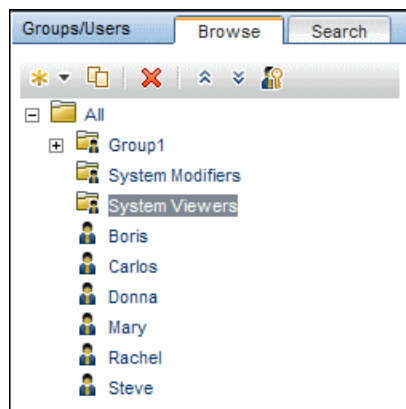 Groups/Users Browse Search
All
Group1
System Modifiers
System Viewers
Boris
Carlos
Donna
Mary
Rachel
Steve